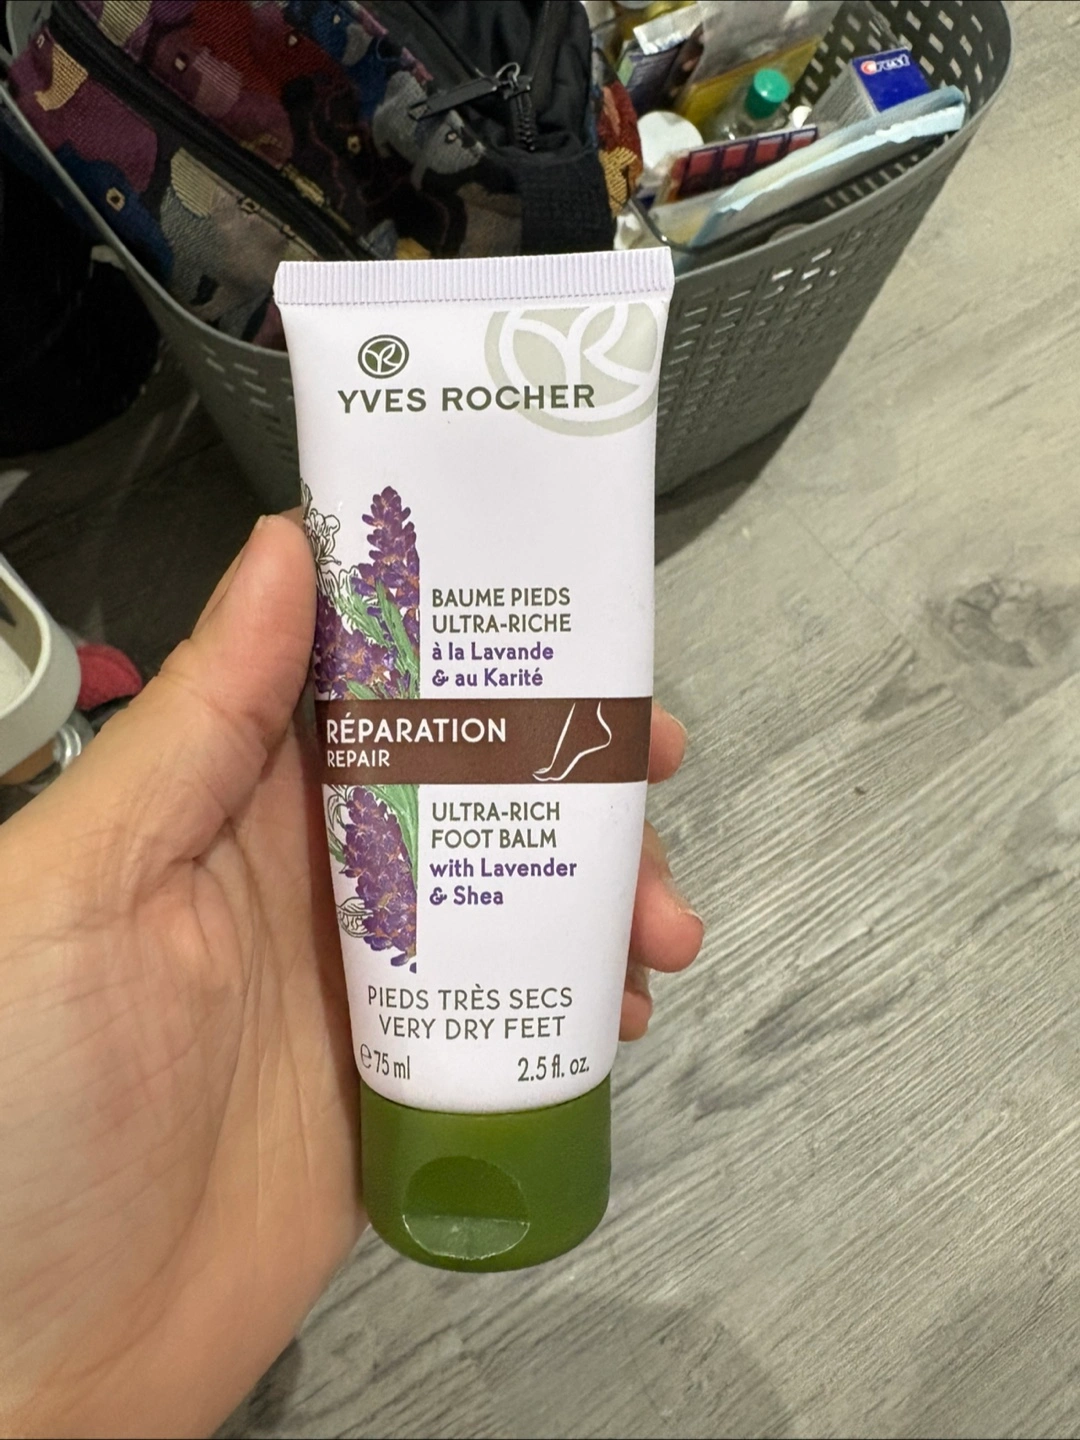 Crest
YVES ROCHER
BAUME PIEDS
ULTRA-RICHE
à la Lavande
& au Karité
RÉPARATION
REPAIR
ULTRA-RICH
FOOT BALM
with Lavender
& Shea
PIEDS TRÈS SECS
VERY DRY FEET
℮75 ml 2.5 fl. oz.